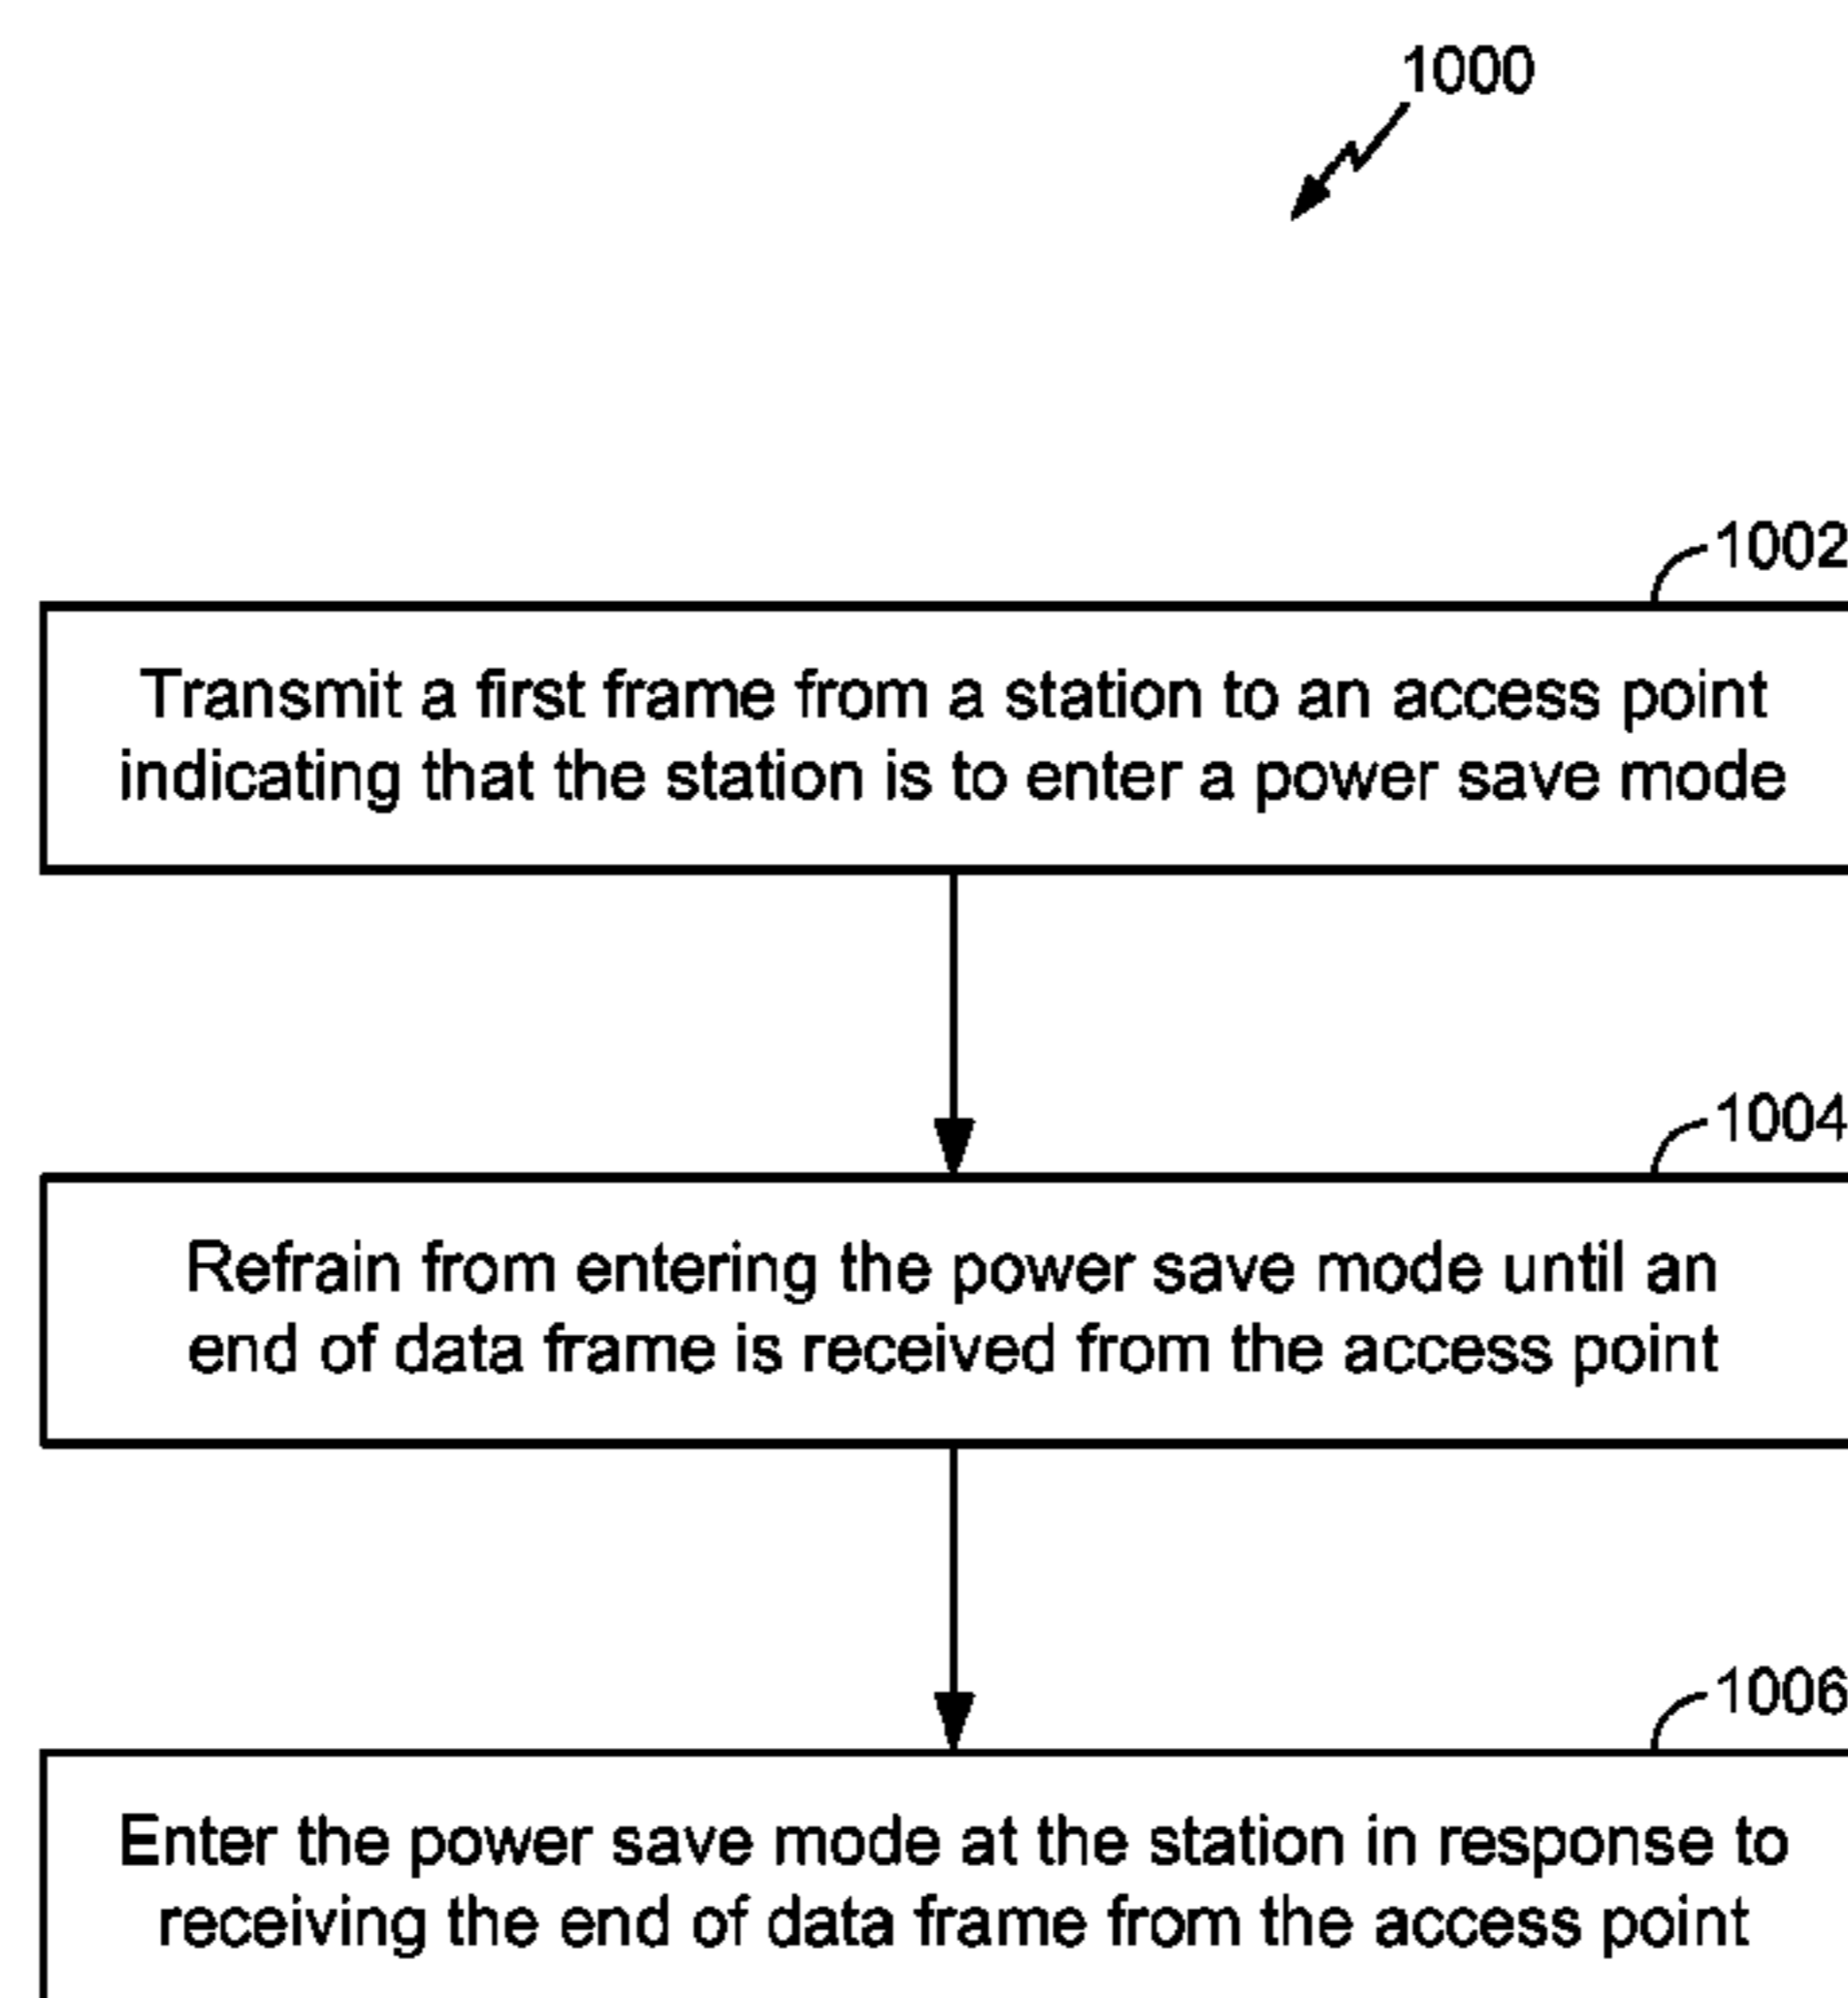 1000
1002
Transmit a first frame from a station to an access point
indicating that the station is to enter a power save mode
1004
Refrain from entering the power save mode until an
end of data frame is received from the access point
1006
Enter the power save mode at the station in response to
receiving the end of data frame from the access point